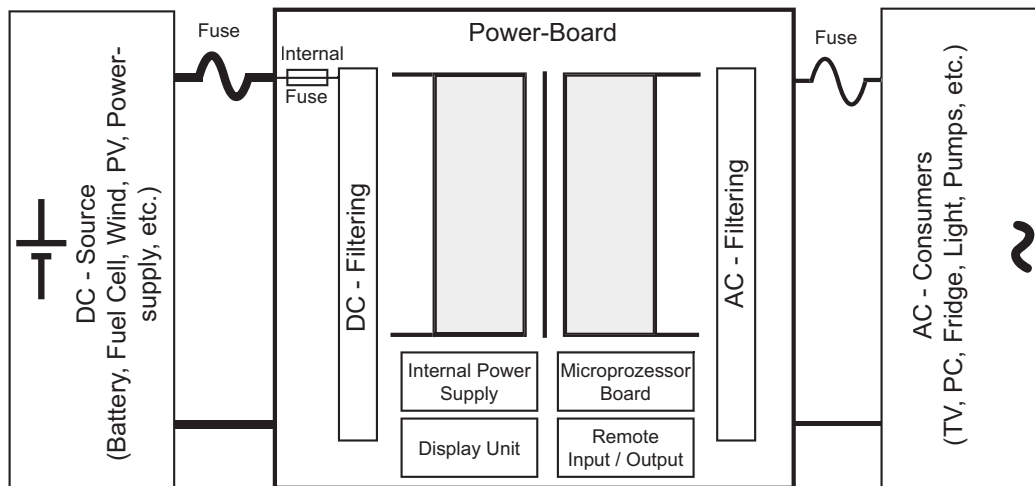 DC - Source
(Battery, Fuel Cell, Wind, PV, Power-
supply, etc.)
Fuse
Power-Board
Internal
Fuse
DC - Filtering
Internal Power
Supply
Microprozessor
Board
Display Unit
Remote
Input / Output
AC - Filtering
Fuse
AC - Consumers
(TV, PC, Fridge, Light, Pumps, etc.)